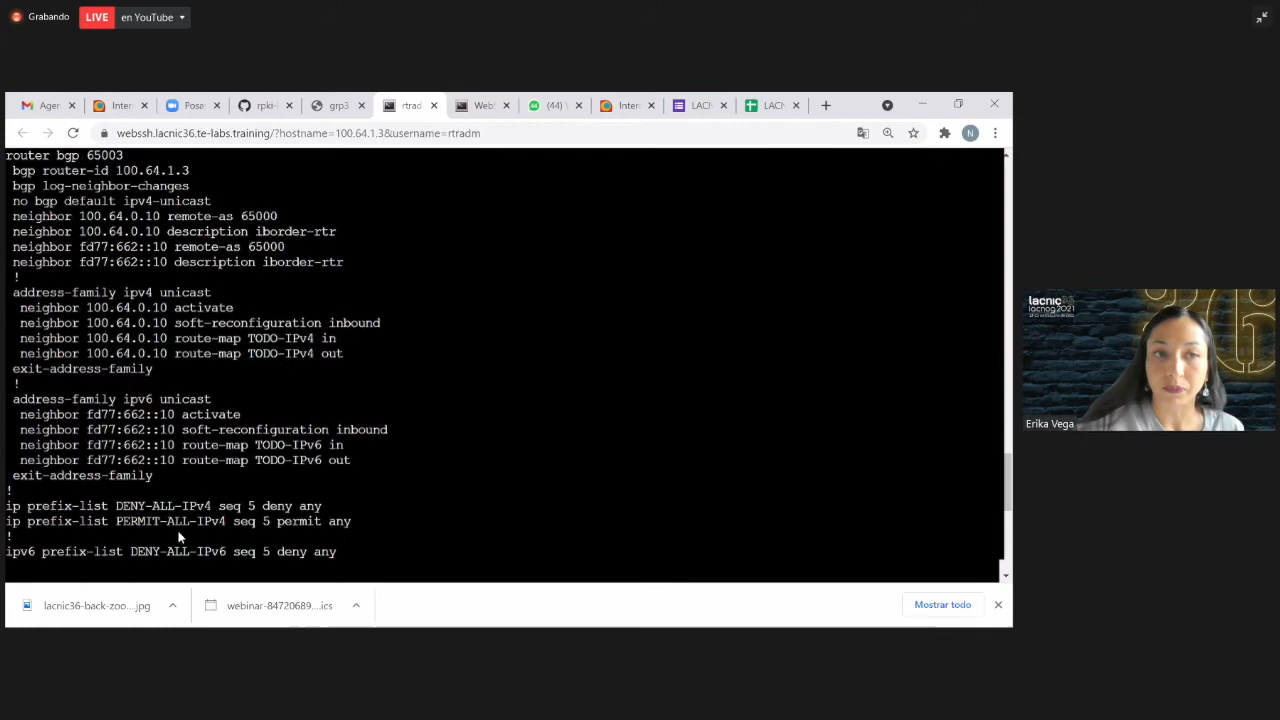 Grabando
LIVE en YouTube
Ager
Inter
Posa
rpki-l
grp3
rtrad
WebS
(44) V
Inter
LACN
LACN
webssh.lacnic36.te-labs.training/?hostname=100.64.1.3&username=rtradm
router bgp 65003
bgp router-id 100.64.1.3
bgp log-neighbor-changes
no bgp default ipv4-unicast
neighbor 100.64.0.10 remote-as 65000
neighbor 100.64.0.10 description iborder-rtr
neighbor fd77:662::10 remote-as 65000
neighbor fd77:662::10 description iborder-rtr
!
address-family ipv4 unicast
neighbor 100.64.0.10 activate
neighbor 100.64.0.10 soft-reconfiguration inbound
neighbor 100.64.0.10 route-map TODO-IPv4 in
neighbor 100.64.0.10 route-map TODO-IPv4 out
exit-address-family
!
address-family ipv6 unicast
neighbor fd77:662::10 activate
neighbor fd77:662::10 soft-reconfiguration inbound
neighbor fd77:662::10 route-map TODO-IPv6 in
neighbor fd77:662::10 route-map TODO-IPv6 out
exit-address-family
!
ip prefix-list DENY-ALL-IPv4 seq 5 deny any
ip prefix-list PERMIT-ALL-IPv4 seq 5 permit any
!
ipv6 prefix-list DENY-ALL-IPv6 seq 5 deny any
lacnic36-back-zoo....jpg
webinar-84720689....ics
Mostrar todo
lacnic36
lacnog2021
Erika Vega